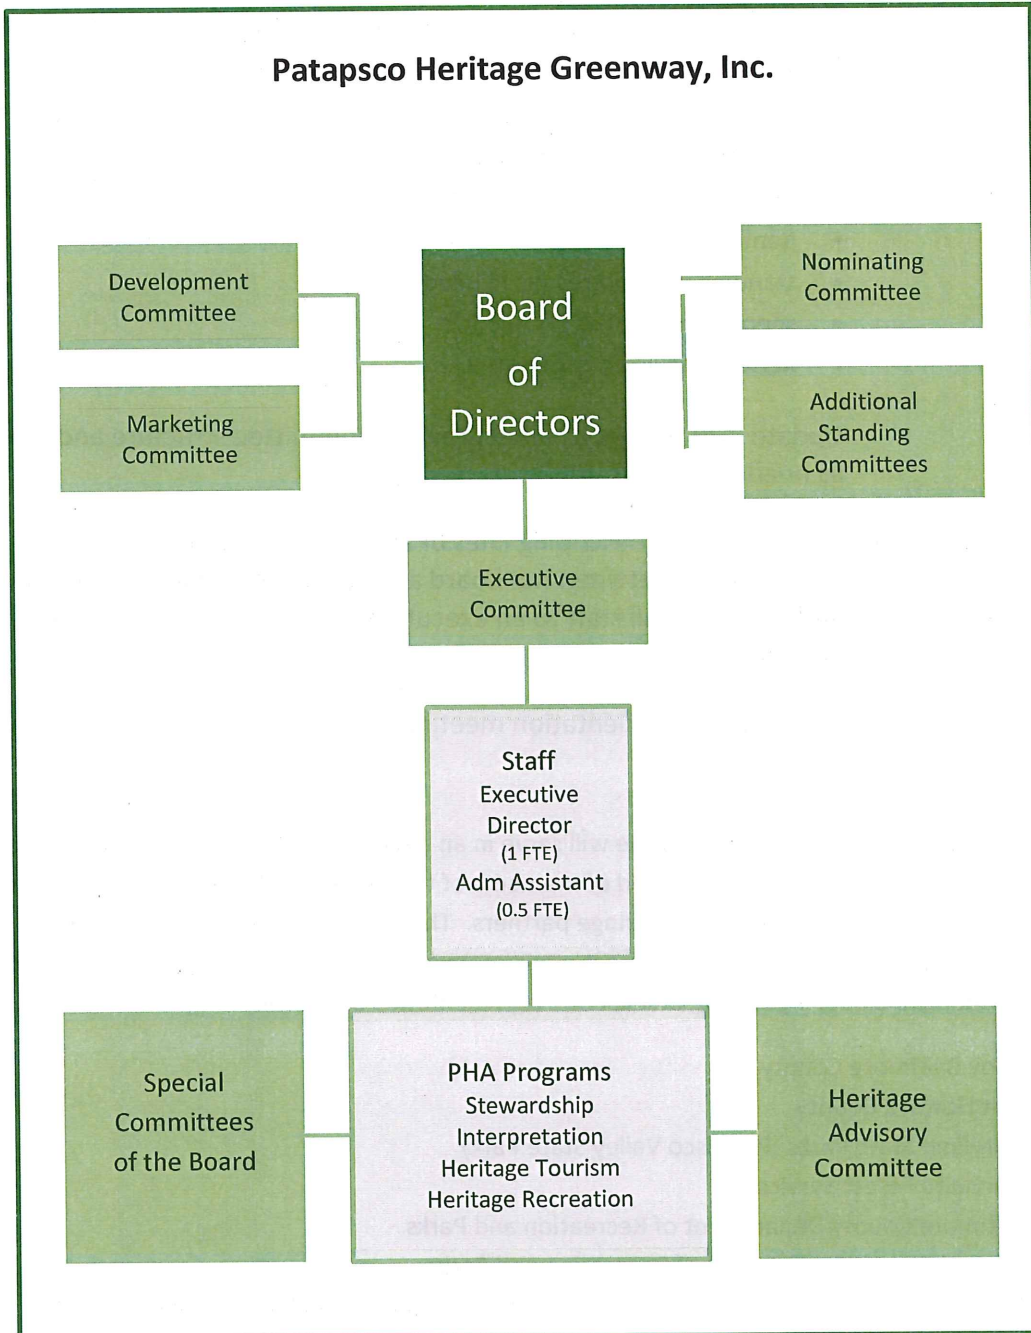 Patapsco Heritage Greenway, Inc.
Development
Committee
Marketing
Committee
Board
of
Directors
Nominating
Committee
Additional
Standing
Committees
Executive
Committee
Staff
Executive
Director
(1 FTE)
Adm Assistant
(0.5 FTE)
Special
Committees
of the Board
PHA Programs
Stewardship
Interpretation
Heritage Tourism
Heritage Recreation
Heritage
Advisory
Committee